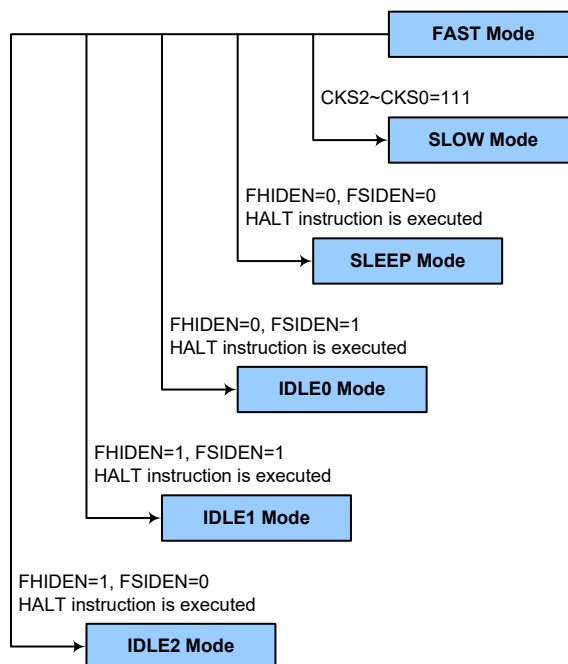 FAST Mode
CKS2~CKS0=111
SLOW Mode
FHIDEN=0, FSIDEN=0
HALT instruction is executed
SLEEP Mode
FHIDEN=0, FSIDEN=1
HALT instruction is executed
IDLE0 Mode
FHIDEN=1, FSIDEN=1
HALT instruction is executed
IDLE1 Mode
FHIDEN=1, FSIDEN=0
HALT instruction is executed
IDLE2 Mode